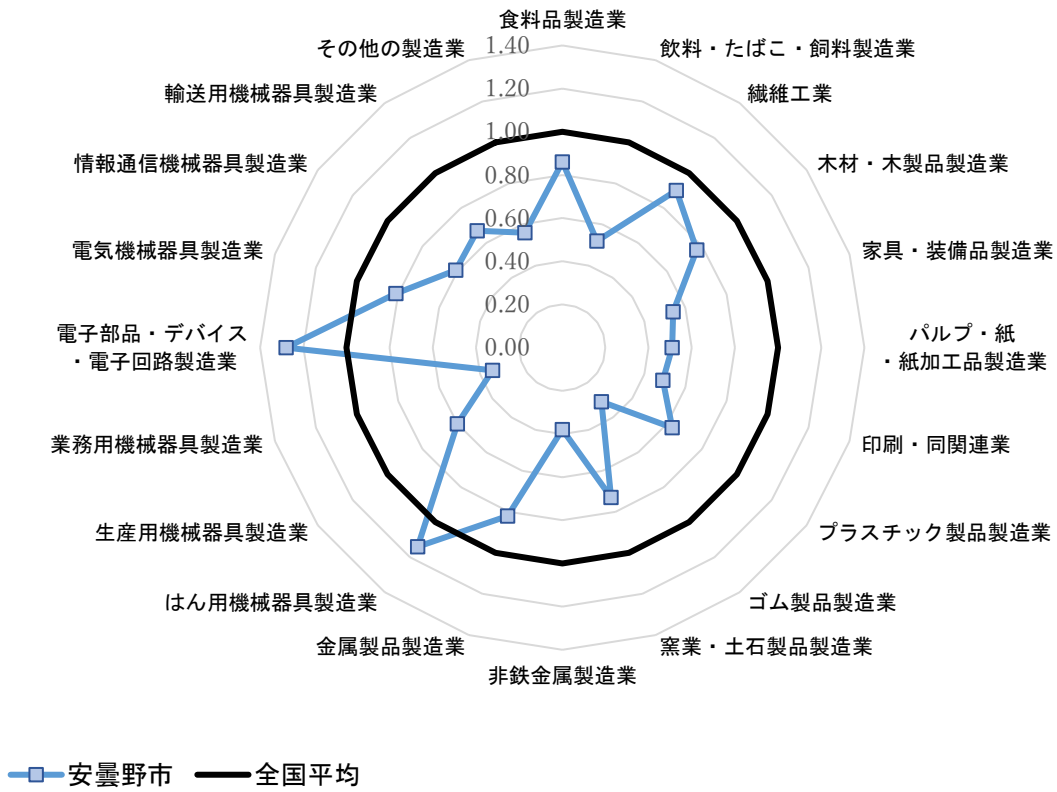 食料品製造業
飲料・たばこ・飼料製造業
繊維工業
木材・木製品製造業
家具・装備品製造業
パルプ・紙
・紙加工品製造業
印刷・同関連業
プラスチック製品製造業
ゴム製品製造業
窯業・土石製品製造業
非鉄金属製造業
金属製品製造業
はん用機械器具製造業
生産用機械器具製造業
業務用機械器具製造業
電子部品・デバイス
・電子回路製造業
電気機械器具製造業
情報通信機械器具製造業
輸送用機械器具製造業
その他の製造業
1.40
1.20
1.00
0.80
0.60
0.40
0.20
0.00
安曇野市
全国平均